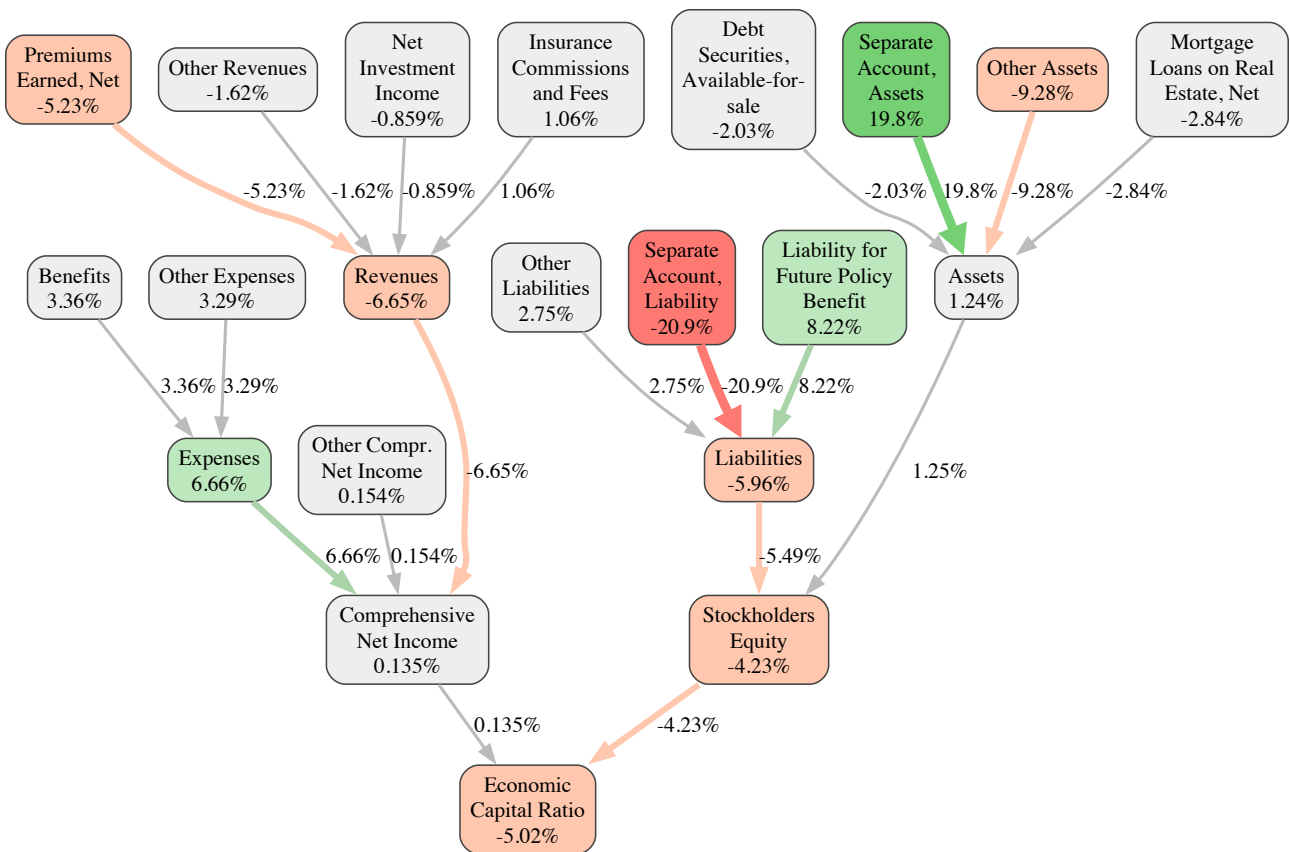 Premiums
Earned, Net
-5.23%
Other Revenues
-1.62%
Net
Investment
Income
-0.859%
Insurance
Commissions
and Fees
1.06%
Debt
Securities,
Available-for-
sale
-2.03%
Separate
Account,
Assets
19.8%
Other Assets
-9.28%
Mortgage
Loans on Real
Estate, Net
-2.84%
-5.23%
-1.62%
-0.859%
1.06%
-2.03%
19.8%
-9.28%
-2.84%
Benefits
3.36%
Other Expenses
3.29%
Revenues
-6.65%
Other
Liabilities
2.75%
Separate
Account,
Liability
-20.9%
Liability for
Future Policy
Benefit
8.22%
Assets
1.24%
3.36%
3.29%
2.75%
-20.9%
8.22%
Expenses
6.66%
Other Compr.
Net Income
0.154%
-6.65%
Liabilities
-5.96%
1.25%
6.66%
0.154%
-5.49%
Comprehensive
Net Income
0.135%
Stockholders
Equity
-4.23%
0.135%
-4.23%
Economic
Capital Ratio
-5.02%